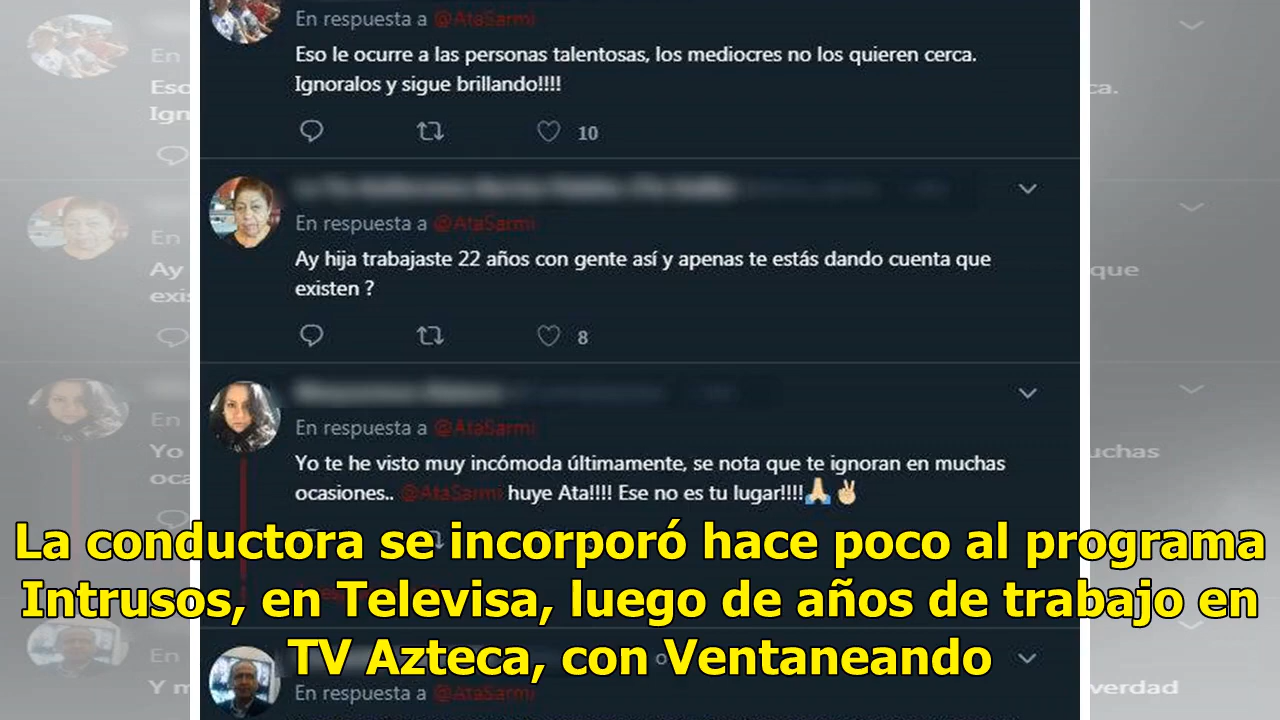 En respuesta a @AtaSarmi
Eso le ocurre a las personas talentosas, los mediocres no los quieren cerca.
Ignoralos y sigue brillando!!!!
10
En respuesta a @AtaSarmi
Ay hija trabajaste 22 años con gente así y apenas te estás dando cuenta que
existen ?
8
En respuesta a @AtaSarmi
Yo te he visto muy incómoda últimamente, se nota que te ignoran en muchas
ocasiones.. @AtaSarmi huye Ata!!!! Ese no es tu lugar!!!!🙏🏼✌🏼
La conductora se incorporó hace poco al programa
Intrusos, en Televisa, luego de años de trabajo en
TV Azteca, con Ventaneando
En respuesta a @AtaSarmi